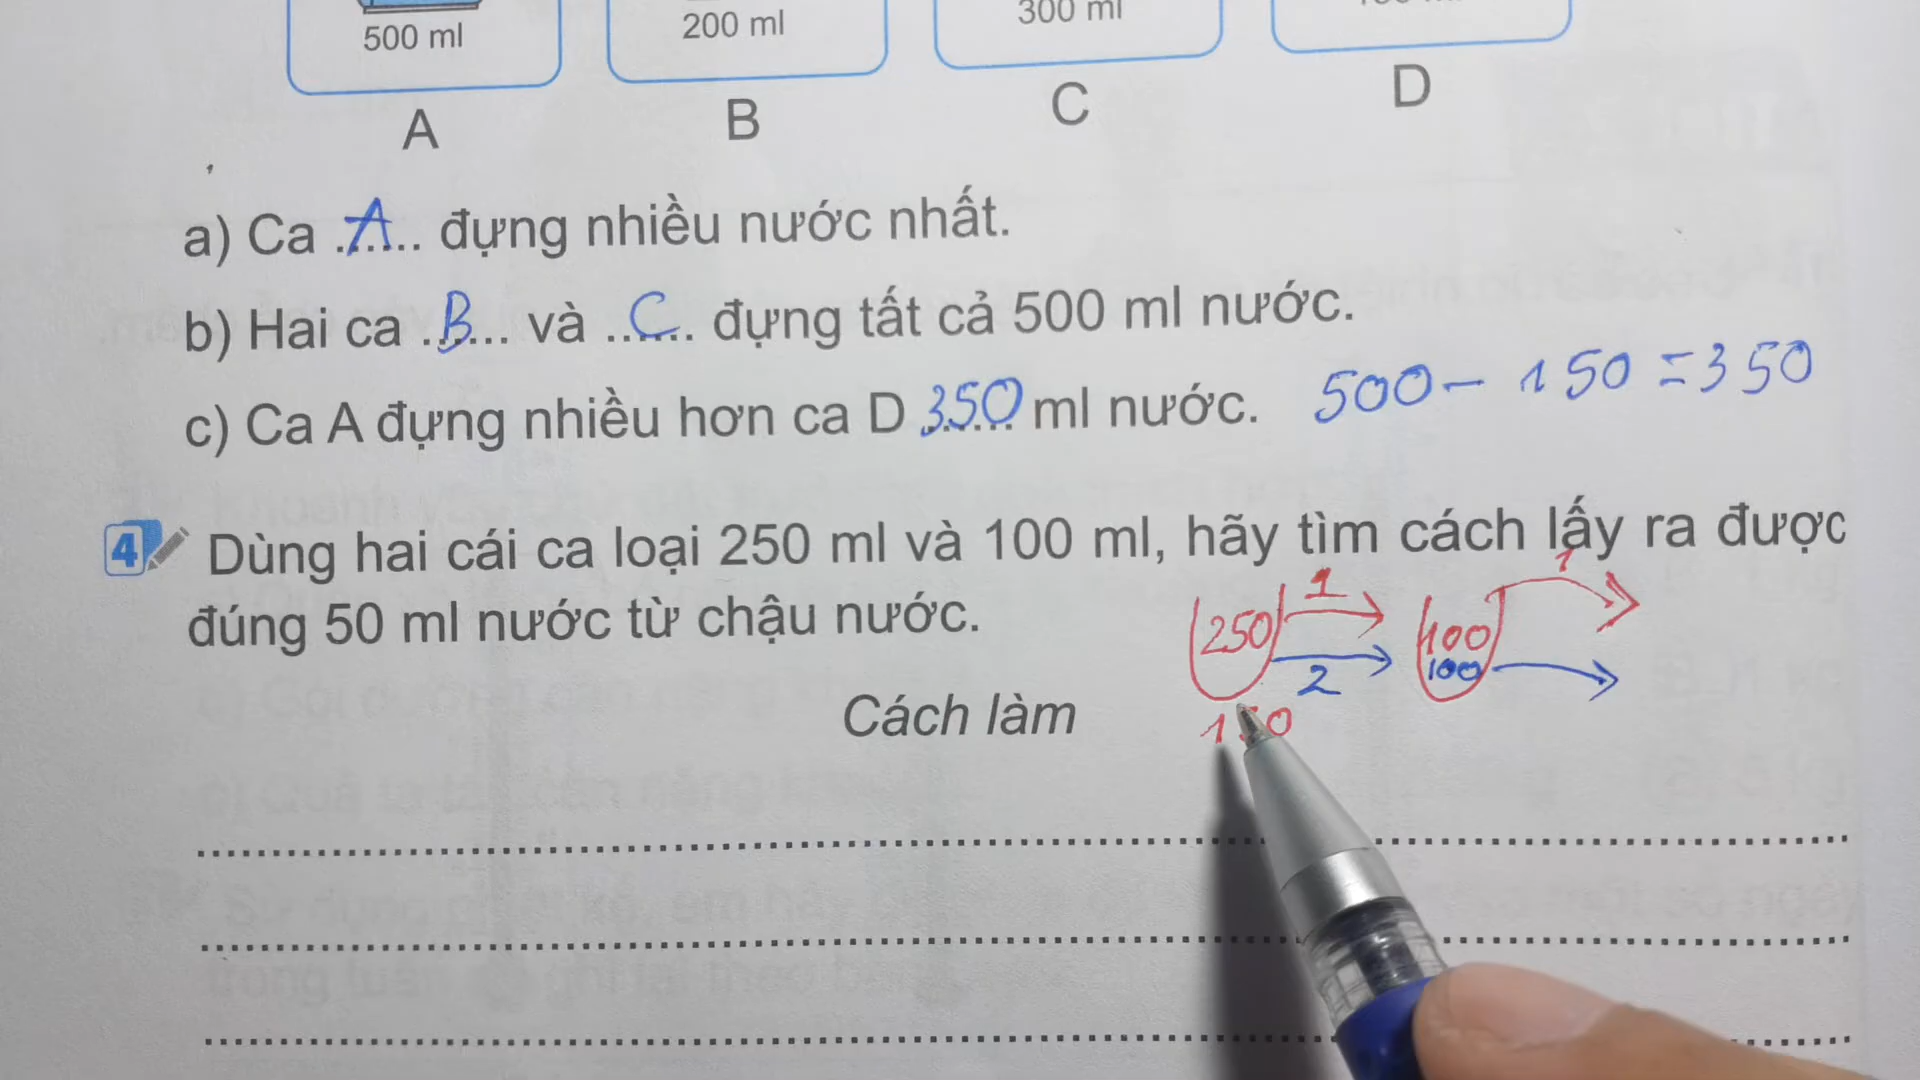 500 ml 200 ml 300 ml
A B C D
a) Ca .A.. đựng nhiều nước nhất.
b) Hai ca .B... và ..C. đựng tất cả 500 ml nước.
c) Ca A đựng nhiều hơn ca D 350 ml nước. 500 - 150 = 350
4 Dùng hai cái ca loại 250 ml và 100 ml, hãy tìm cách lấy ra được
đúng 50 ml nước từ chậu nước.
1 1
250 100
2 100
Cách làm 150